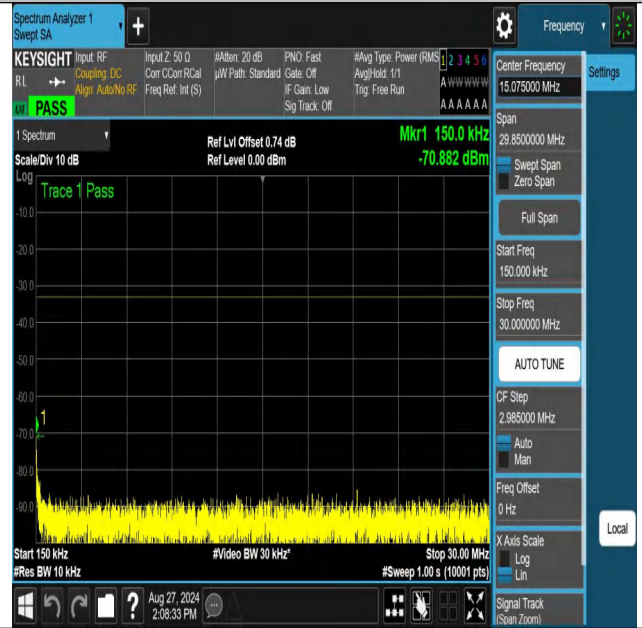 Spectrum Analyzer 1
Swept SA
Frequency
KEYSIGHT
RL
PASS
Input: RF
Coupling: DC
Align: Auto/No RF
Input Z: 50 Ω
Corr CCorr RCal
Freq Ref: Int (S)
#Atten: 20 dB
µW Path: Standard
PNO: Fast
Gate: Off
IF Gain: Low
Sig Track: Off
#Avg Type: Power (RMS
Avg|Hold: 1/1
Trig: Free Run
1 2 3 4 5 6
A W W W W W
A A A A A A
Center Frequency
15.075000 MHz
Settings
1 Spectrum
Scale/Div 10 dB
Ref Lvl Offset 0.74 dB
Ref Level 0.00 dBm
Mkr1 150.0 kHz
-70.882 dBm
Span
29.8500000 MHz
Swept Span
Zero Span
Full Span
Start Freq
150.000 kHz
Stop Freq
30.000000 MHz
AUTO TUNE
CF Step
2.985000 MHz
Auto
Man
Freq Offset
0 Hz
X Axis Scale
Log
Lin
Signal Track
(Span Zoom)
Local
Log
Trace 1 Pass
-10.0
-20.0
-30.0
-40.0
-50.0
-60.0
-70.0
-80.0
-90.0
1
Start 150 kHz
#Res BW 10 kHz
#Video BW 30 kHz*
Stop 30.00 MHz
#Sweep 1.00 s (10001 pts)
Aug 27, 2024
2:08:33 PM